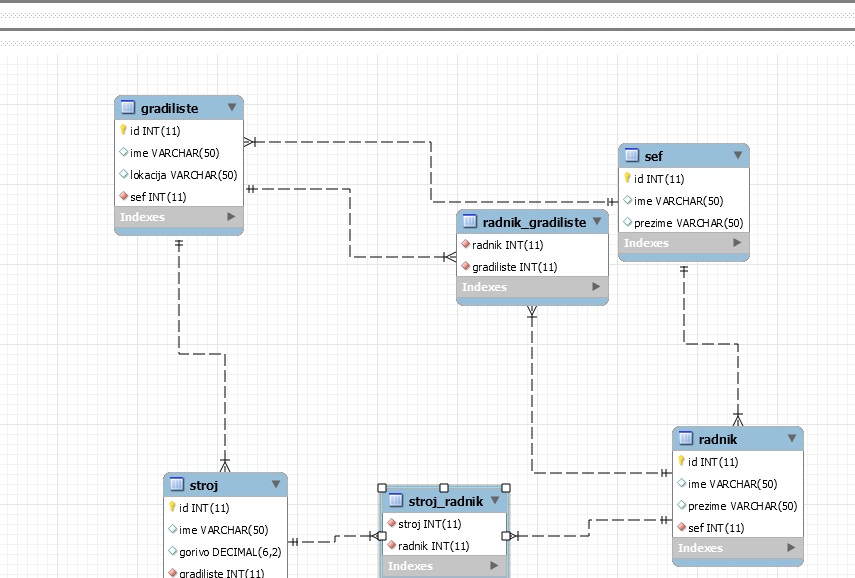 gradiliste
id INT(11)
ime VARCHAR(50)
lokacija VARCHAR(50)
sef INT(11)
Indexes
sef
id INT(11)
ime VARCHAR(50)
prezime VARCHAR(50)
Indexes
radnik_gradiliste
radnik INT(11)
gradiliste INT(11)
Indexes
radnik
id INT(11)
ime VARCHAR(50)
prezime VARCHAR(50)
sef INT(11)
Indexes
stroj
id INT(11)
ime VARCHAR(50)
gorivo DECIMAL(6,2)
gradiliste INT(11)
stroj_radnik
stroj INT(11)
radnik INT(11)
Indexes